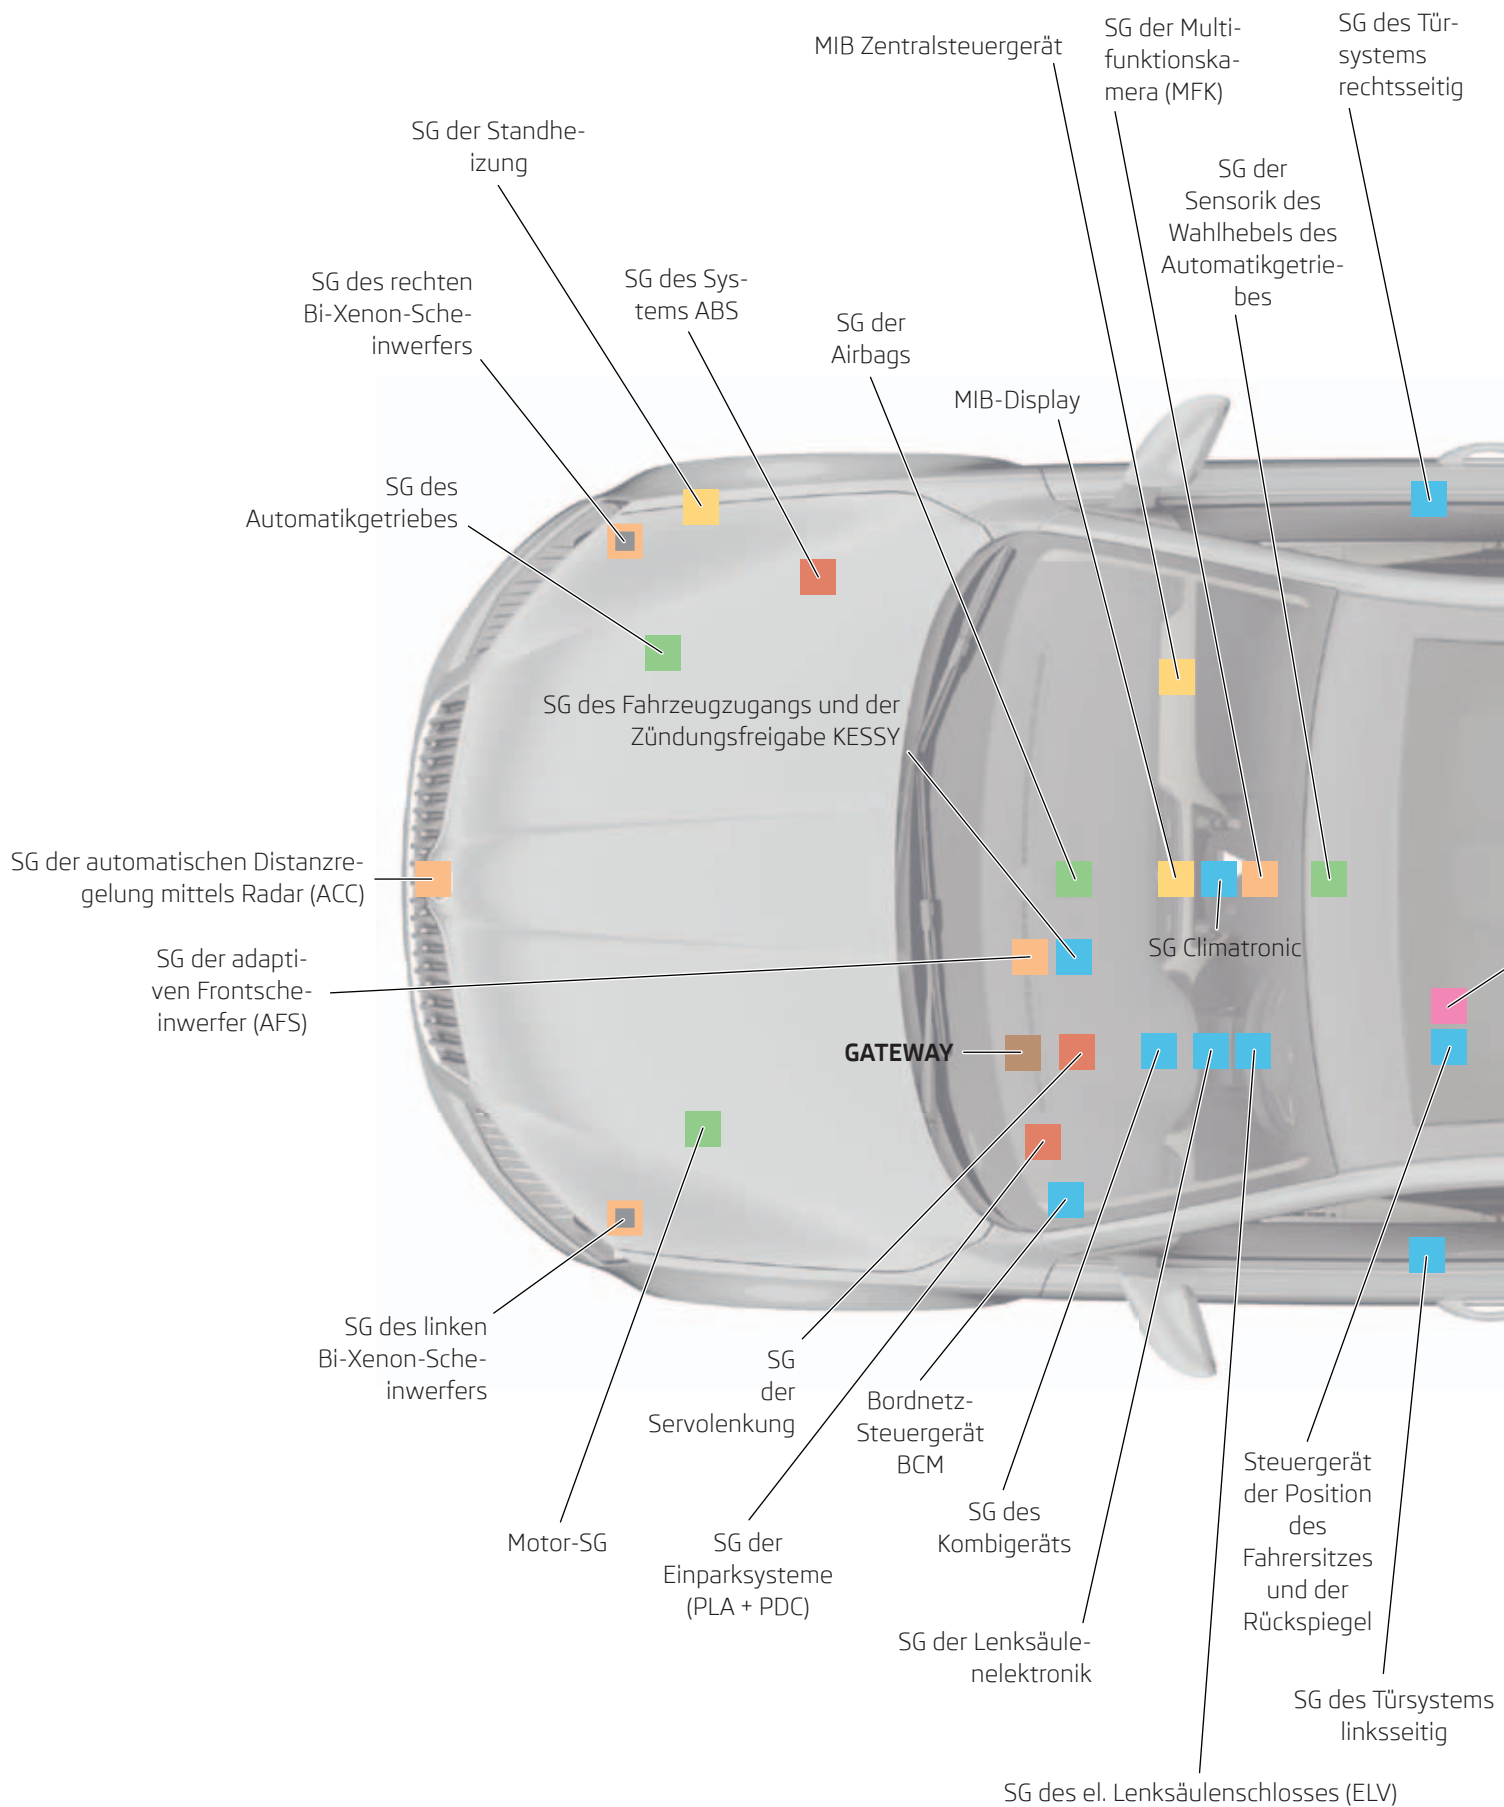 MIB Zentralsteuergerät
SG der Multi-
funktionska-
mera (MFK)
SG des Tür-
systems
rechtsseitig
SG der Standhe-
izung
SG der
Sensorik des
Wahlhebels des
Automatikgetrie-
bes
SG des rechten
Bi-Xenon-Sche-
inwerfers
SG des Sys-
tems ABS
SG der
Airbags
MIB-Display
SG des
Automatikgetriebes
SG des Fahrzeugzugangs und der
Zündungsfreigabe KESSY
SG der automatischen Distanzre-
gelung mittels Radar (ACC)
SG Climatronic
SG der adapti-
ven Frontsche-
inwerfer (AFS)
GATEWAY
SG des linken
Bi-Xenon-Sche-
inwerfers
SG
der
Servolenkung
Bordnetz-
Steuergerät
BCM
Steuergerät
der Position
des
Fahrersitzes
und der
Rückspiegel
SG des
Kombigeräts
Motor-SG
SG der
Einparksysteme
(PLA + PDC)
SG der Lenksäule-
nelektronik
SG des Türsystems
linksseitig
SG des el. Lenksäulenschlosses (ELV)